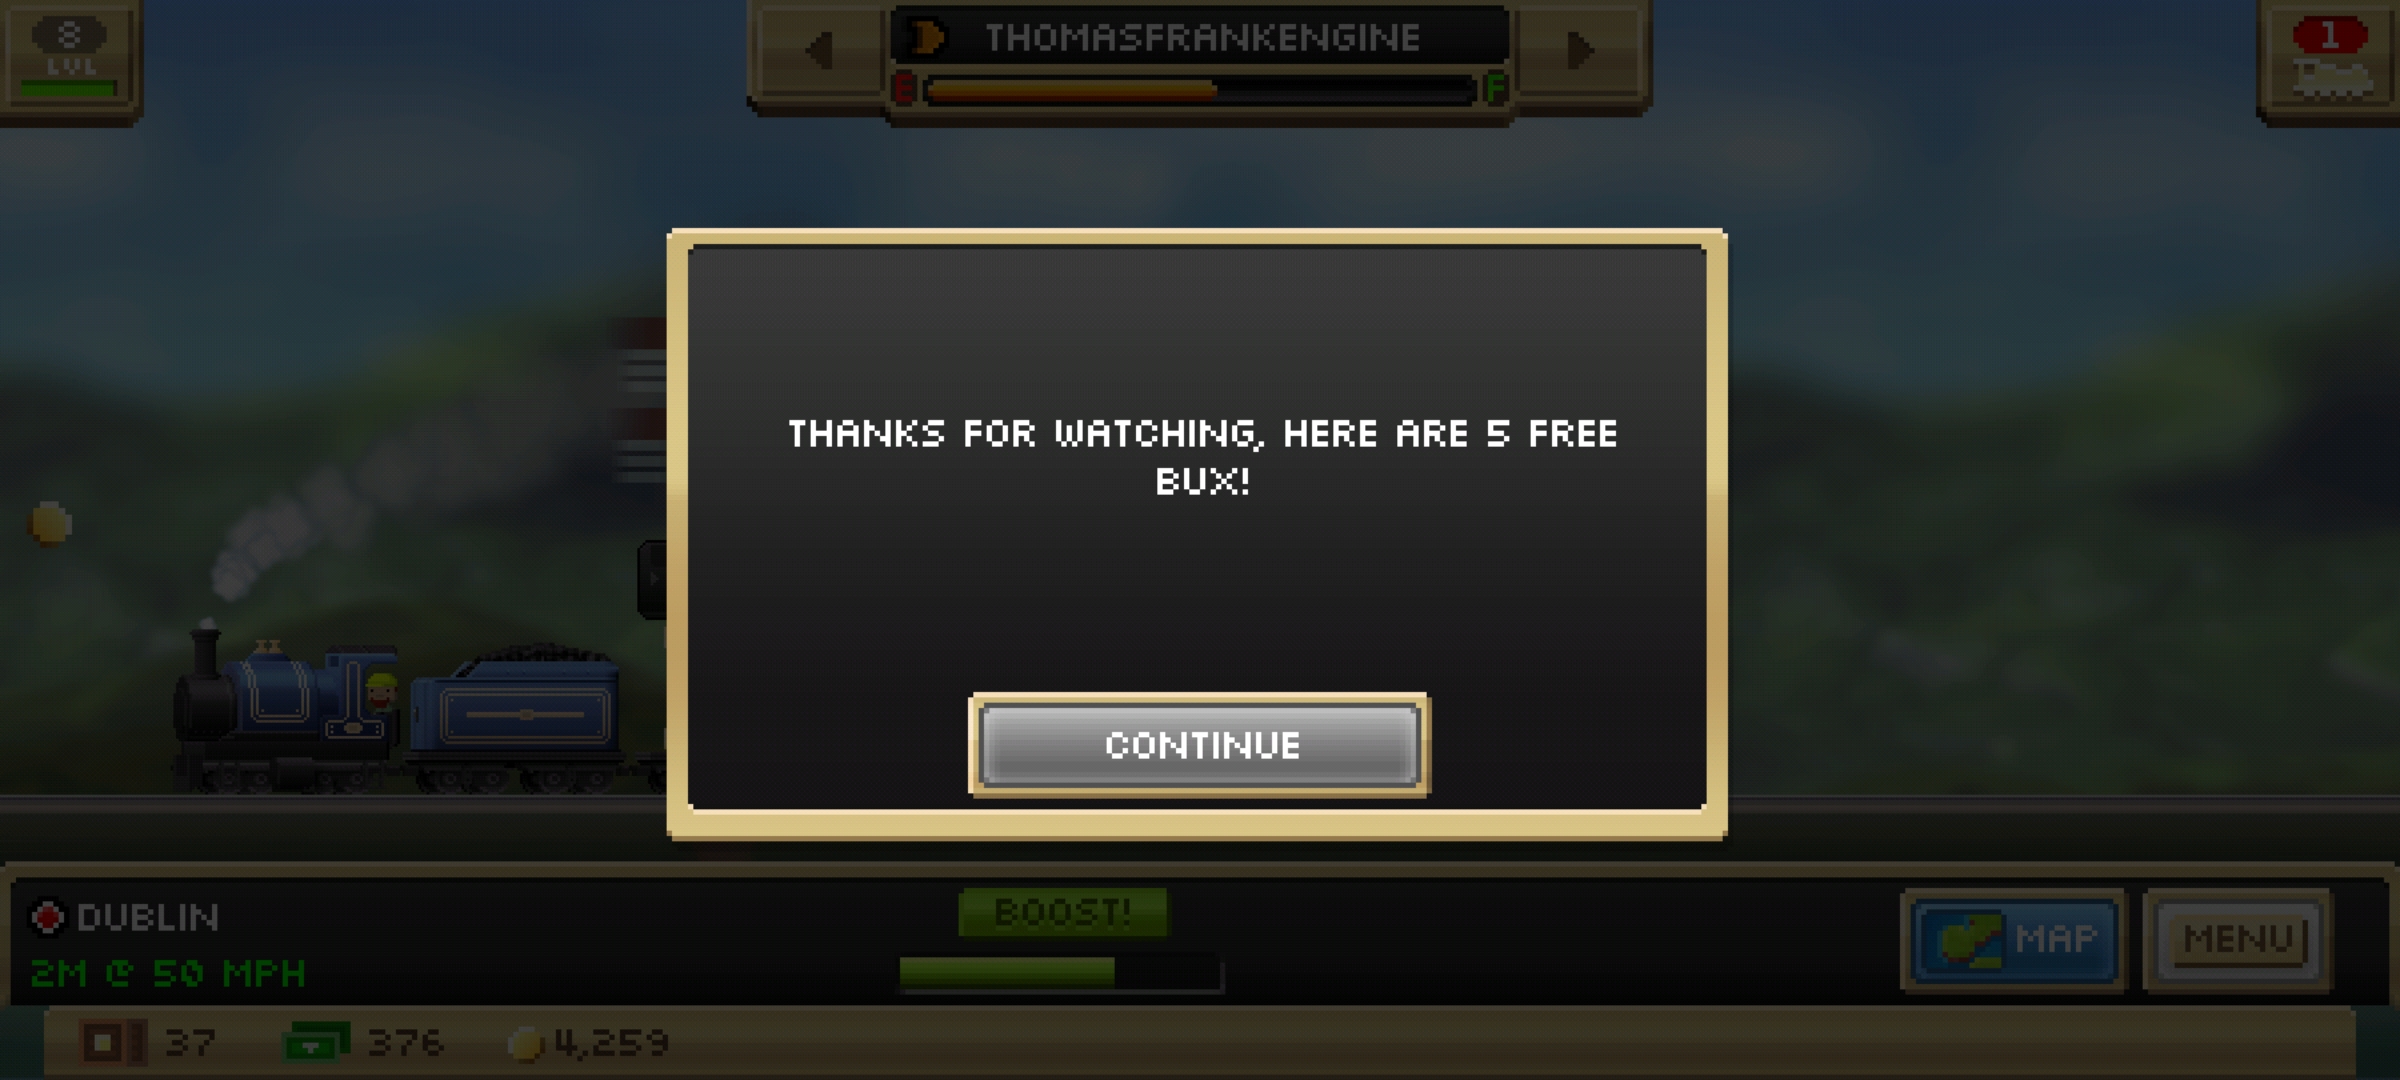 8
LVL
THOMASFRANKENGINE
E
F
1
THANKS FOR WATCHING, HERE ARE 5 FREE
BUX!
CONTINUE
DUBLIN
2M @ 50 MPH
BOOST!
MAP
MENU
37
376
4,259